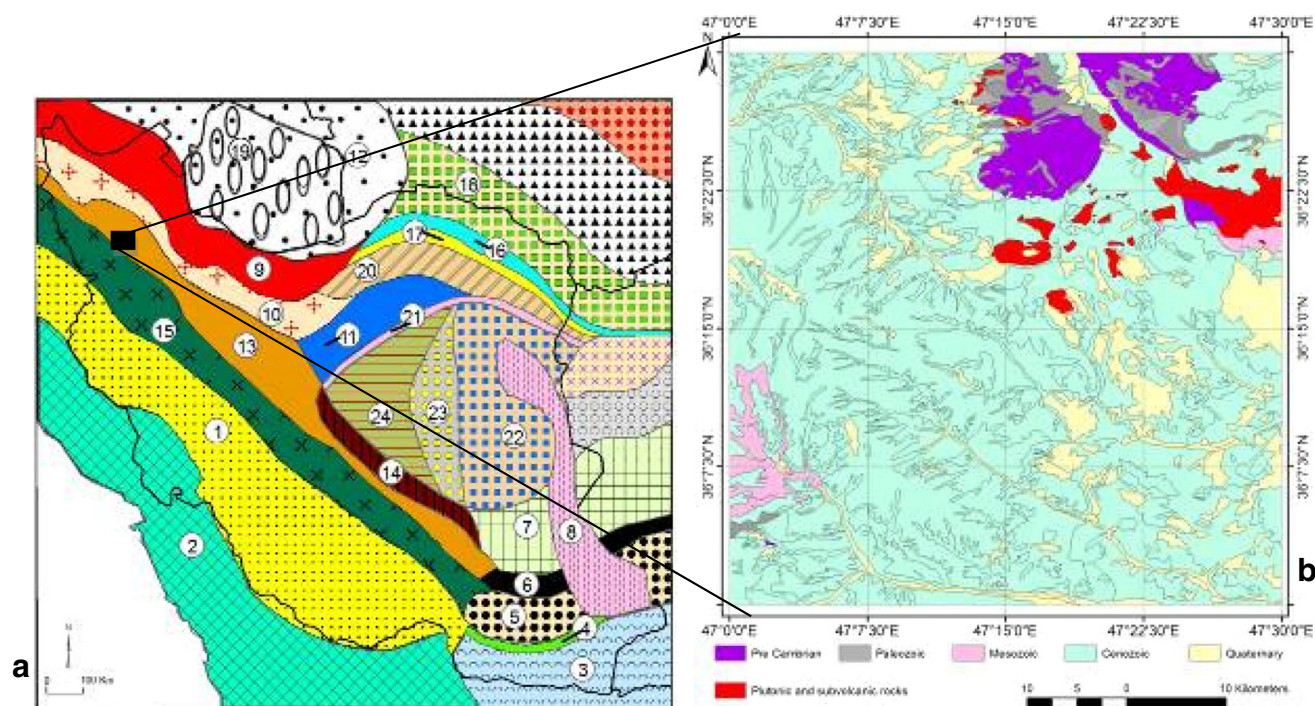 47°0'0"E 47°7'30"E 47°15'0"E 47°22'30"E 47°30'0"E
N
36°22'30"N
36°22'30"N
36°15'0"N
36°15'0"N
36°7'30"N
36°7'30"N
19
12
18
17
16
9
20
10
21
11
15
13
1
24
23
22
14
2
7
8
6
5
4
3
N
100 Km
0
a
b
47°0'0"E 47°7'30"E 47°15'0"E 47°22'30"E 47°30'0"E
Pre Cambrian Paleozoic Mesozoic Cenozoic Quaternary
Plutonic and subvolcanic rocks
10 5 0 10 Kilometers